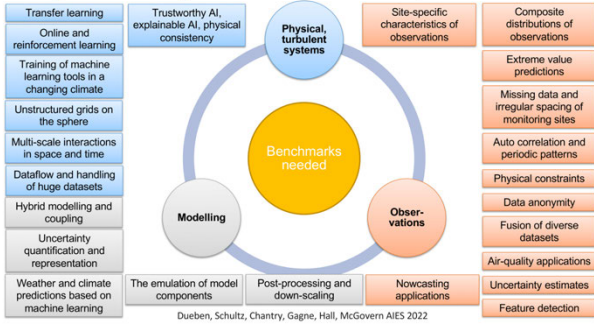 Transfer learning
Online and
reinforcement learning
Training of machine
learning tools in a
changing climate
Unstructured grids on
the sphere
Multi-scale interactions
in space and time
Dataflow and handling
of huge datasets
Hybrid modelling and
coupling
Uncertainty
quantification and
representation
Weather and climate
predictions based on
machine learning
Trustworthy AI,
explainable AI, physical
consistency
Physical,
turbulent
systems
Benchmarks
needed
Modelling
Obser-
vations
The emulation of model
components
Post-processing and
down-scaling
Nowcasting
applications
Site-specific
characteristics of
observations
Composite
distributions of
observations
Extreme value
predictions
Missing data and
irregular spacing of
monitoring sites
Auto correlation and
periodic patterns
Physical constraints
Data anonymity
Fusion of diverse
datasets
Air-quality applications
Uncertainty estimates
Feature detection
Dueben, Schultz, Chantry, Gagne, Hall, McGovern AIES 2022